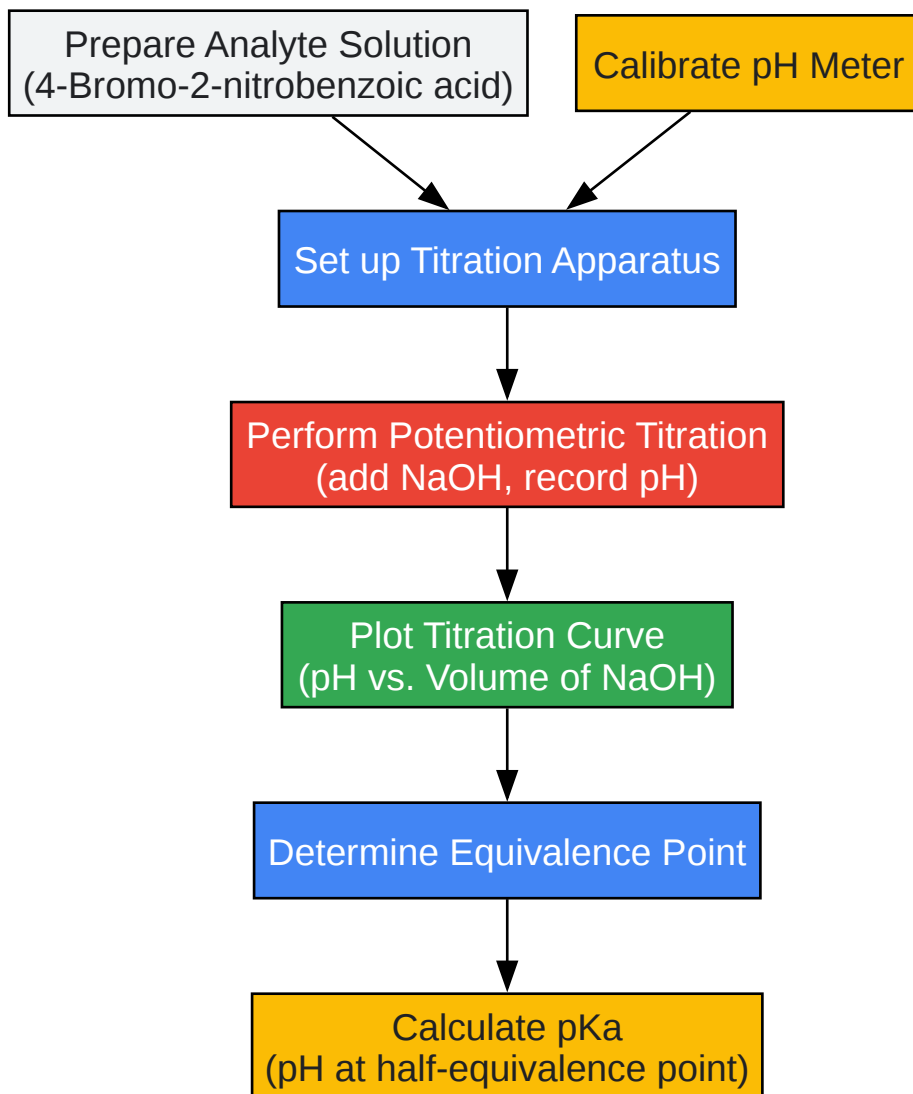 Prepare Analyte Solution
(4-Bromo-2-nitrobenzoic acid)
Calibrate pH Meter
Set up Titration Apparatus
Perform Potentiometric Titration
(add NaOH, record pH)
Plot Titration Curve
(pH vs. Volume of NaOH)
Determine Equivalence Point
Calculate pKa
(pH at half-equivalence point)